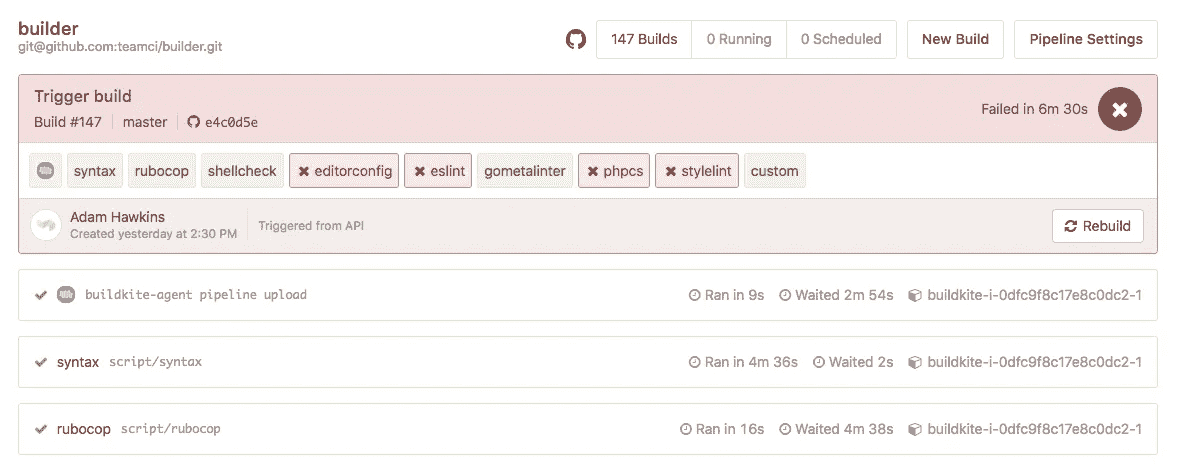 builder
git@github.com:teamci/builder.git
147 Builds 0 Running 0 Scheduled New Build Pipeline Settings
Trigger build
Build #147 master e4c0d5e
Failed in 6m 30s
syntax rubocop shellcheck editorconfig eslint gometalinter phpcs stylelint custom
Adam Hawkins
Created yesterday at 2:30 PM
Triggered from API
Rebuild
buildkite-agent pipeline upload Ran in 9s Waited 2m 54s buildkite-i-0dfc9f8c17e8c0dc2-1
syntax script/syntax Ran in 4m 36s Waited 2s buildkite-i-0dfc9f8c17e8c0dc2-1
rubocop script/rubocop Ran in 16s Waited 4m 38s buildkite-i-0dfc9f8c17e8c0dc2-1